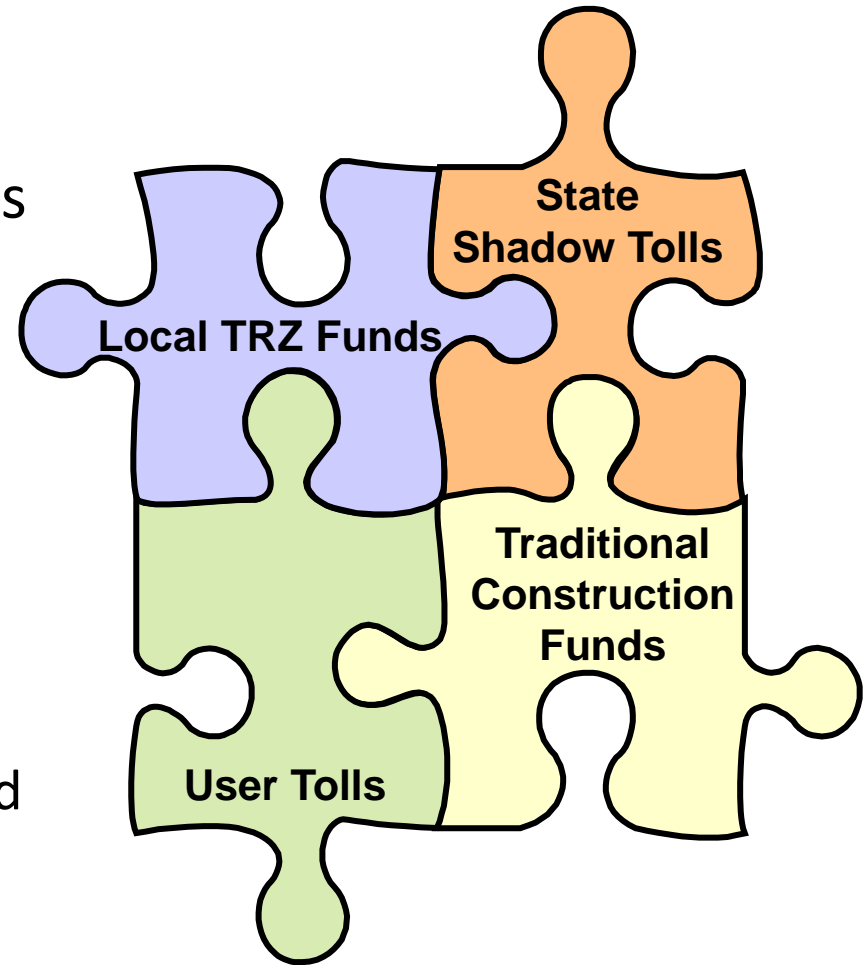 s
State
Shadow Tolls
Local TRZ Funds
Traditional
Construction
Funds
User Tolls
d